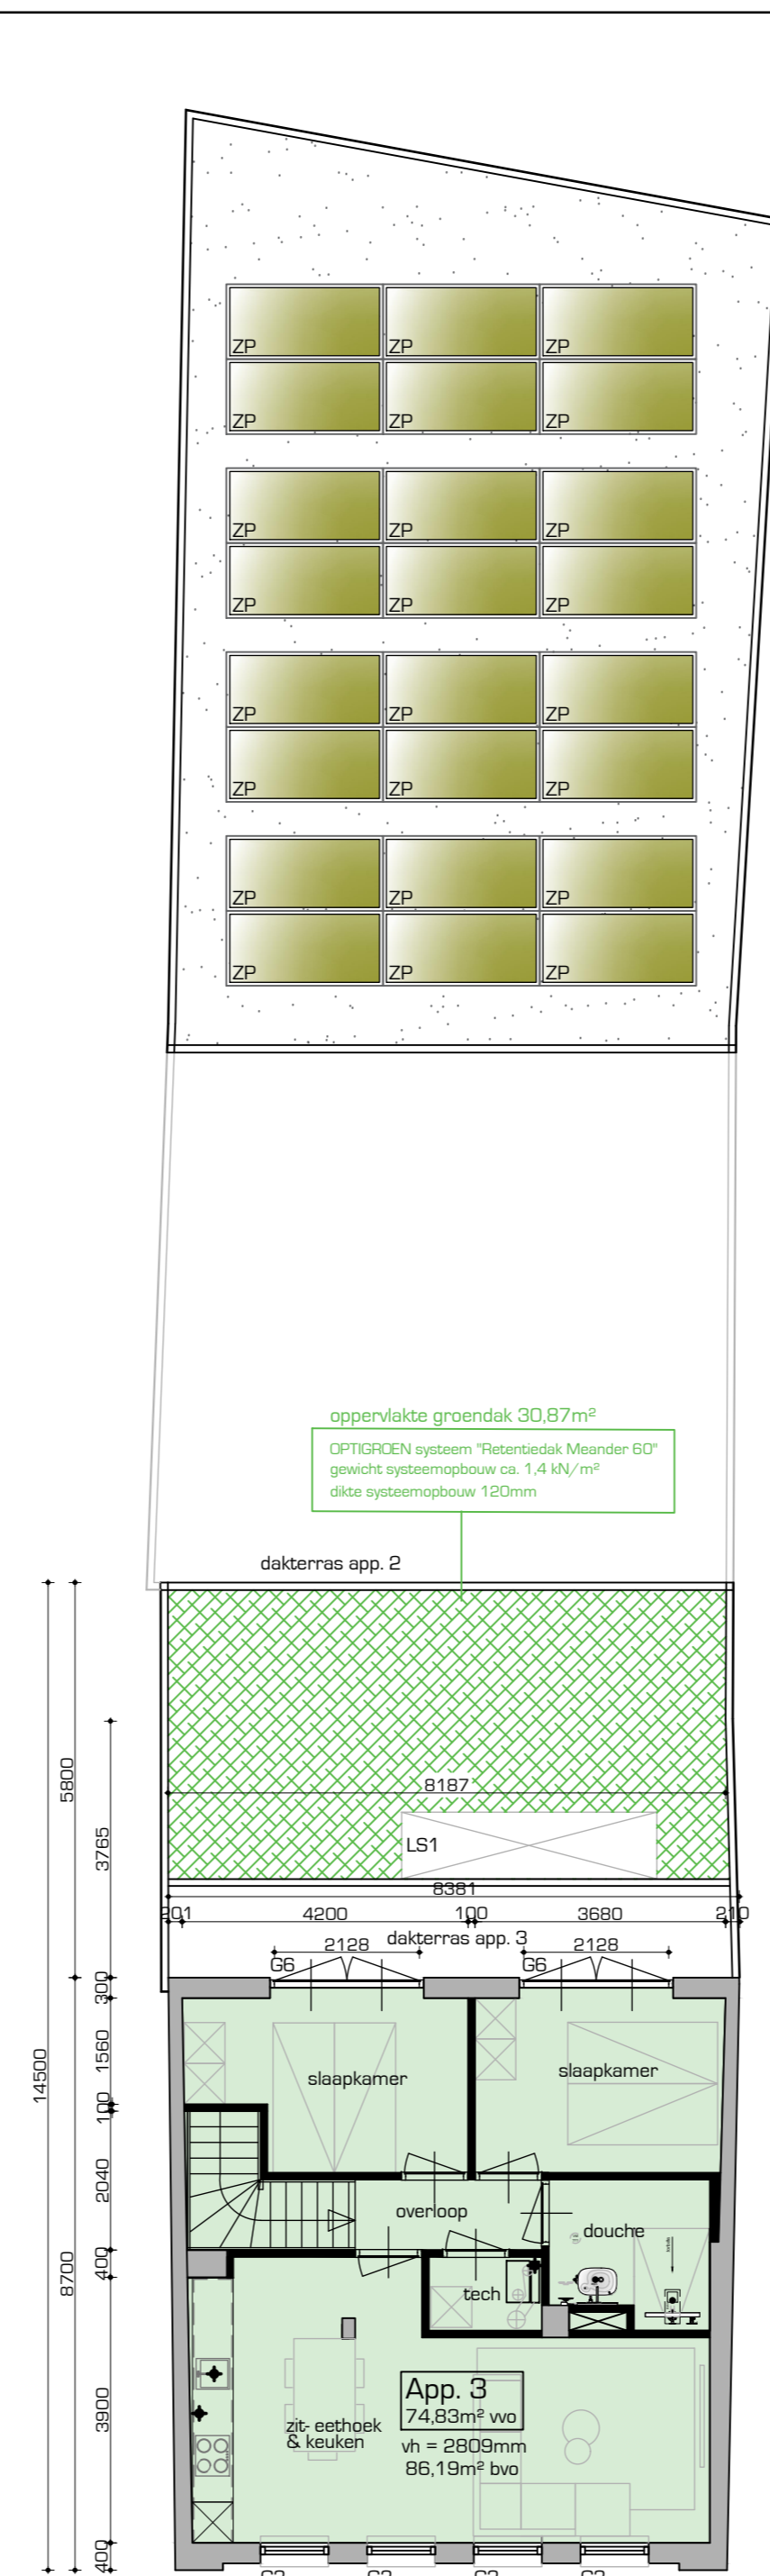 ZP ZP ZP
ZP ZP ZP
ZP ZP ZP
ZP ZP ZP
ZP ZP ZP
ZP ZP ZP
ZP ZP ZP
ZP ZP ZP
oppervlakte groendak 30,87m²
OPTIGROEN systeem "Retentiedak Meander 60"
gewicht systeemopbouw ca. 1,4 kN/m²
dikte systeemopbouw 120mm
dakterras app. 2
5800
8187
3765
LS1
8381
201 4200 100 3680 210
dakterras app. 3
2128 2128
G6 G6
300
1560
14500
slaapkamer slaapkamer
100
2040
overloop
douche
400
8700
tech
App. 3
74,83m² vvo
3900
zit- eethoek
& keuken
vh = 2809mm
86,19m² bvo
400